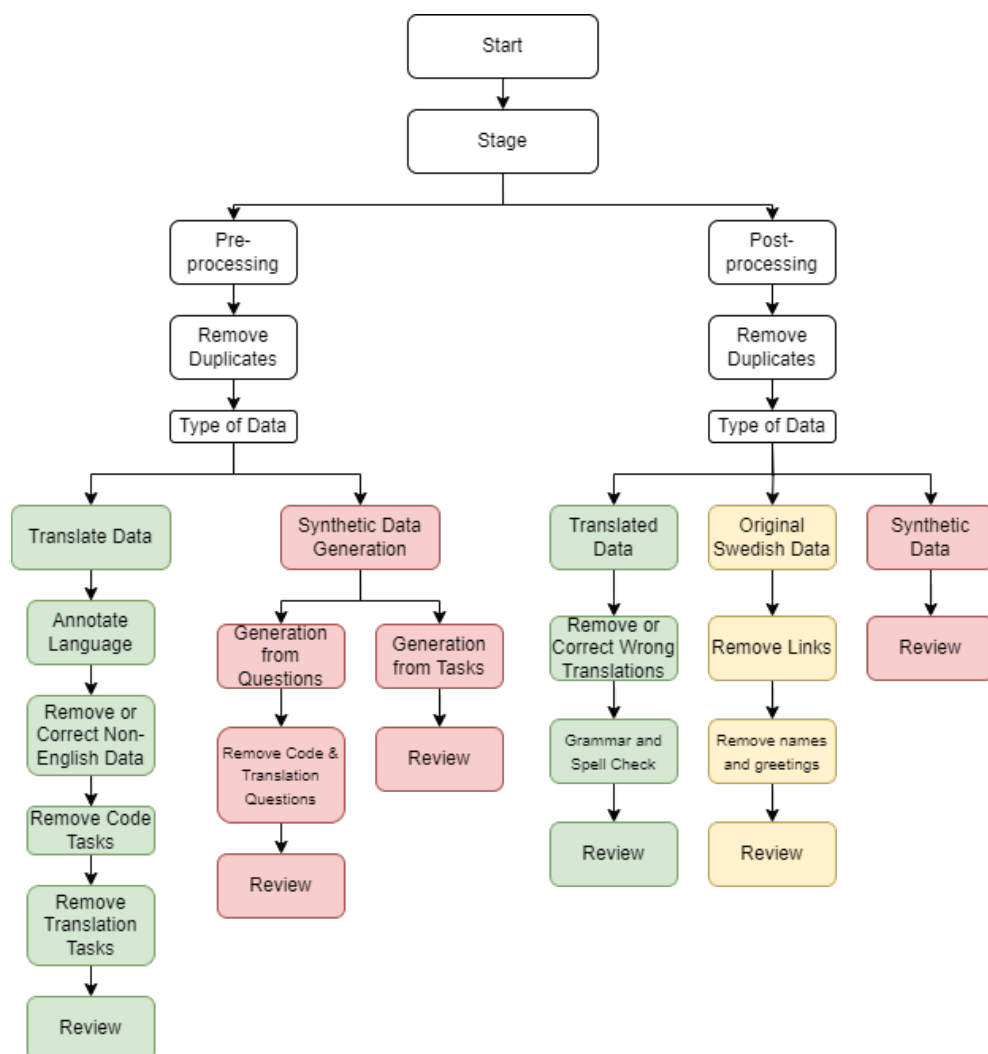 Start
Stage
Pre-
processing
Post-
processing
Remove
Duplicates
Remove
Duplicates
Type of Data
Type of Data
Translate Data
Synthetic Data
Generation
Translated
Data
Original
Swedish Data
Synthetic
Data
Annotate
Language
Generation
from
Questions
Generation
from Tasks
Remove or
Correct Wrong
Translations
Remove Links
Review
Remove or
Correct Non-
English Data
Remove Code &
Translation
Questions
Review
Grammar and
Spell Check
Remove names
and greetings
Remove Code
Tasks
Review
Review
Review
Remove
Translation
Tasks
Review